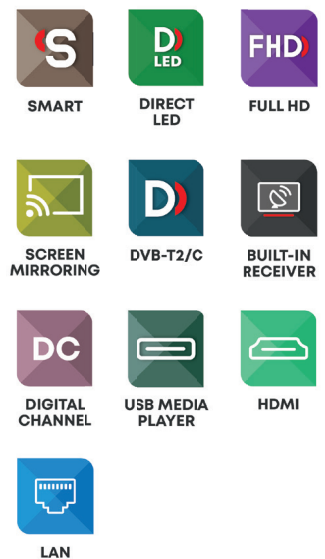 S
D
LED
FHD
SMART
DIRECT
LED
FULL HD
D
SCREEN
MIRRORING
DVB-T2/C
BUILT-IN
RECEIVER
DC
DIGITAL
CHANNEL
USB MEDIA
PLAYER
HDMI
LAN